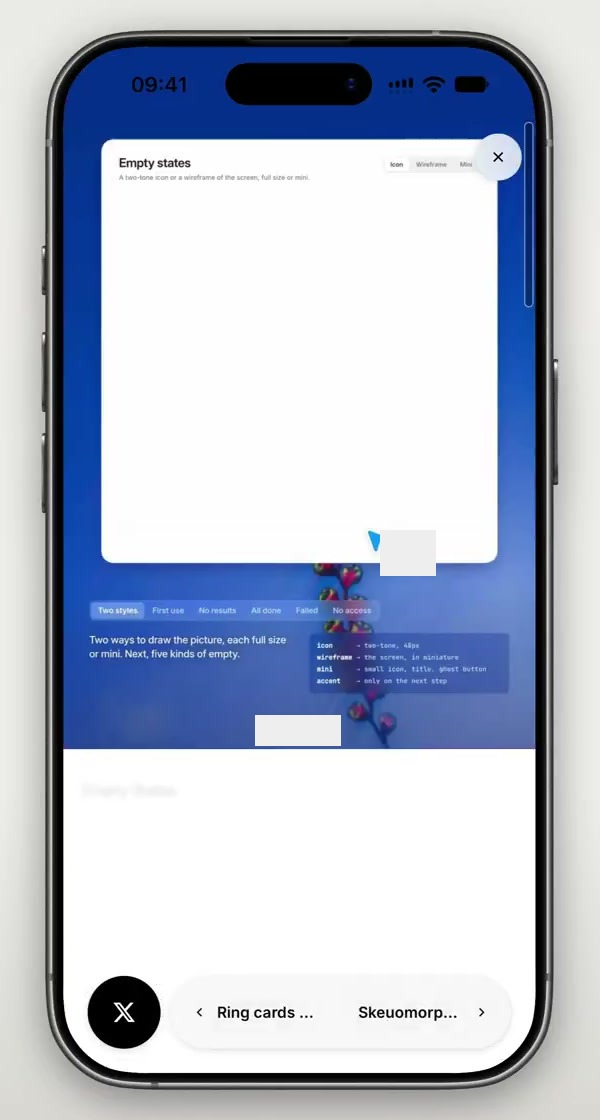 09:41
Empty states
A two-tone icon or a wireframe of the screen, full size or mini.
Icon Wireframe Mini
Two styles First use No results All done Failed No access
Two ways to draw the picture, each full size
or mini. Next, five kinds of empty.
icon → two-tone, 48px
wireframe → the screen, in miniature
mini → small icon, title, ghost button
accent → only on the next step
Empty States
Ring cards ...
Skeuomorp...